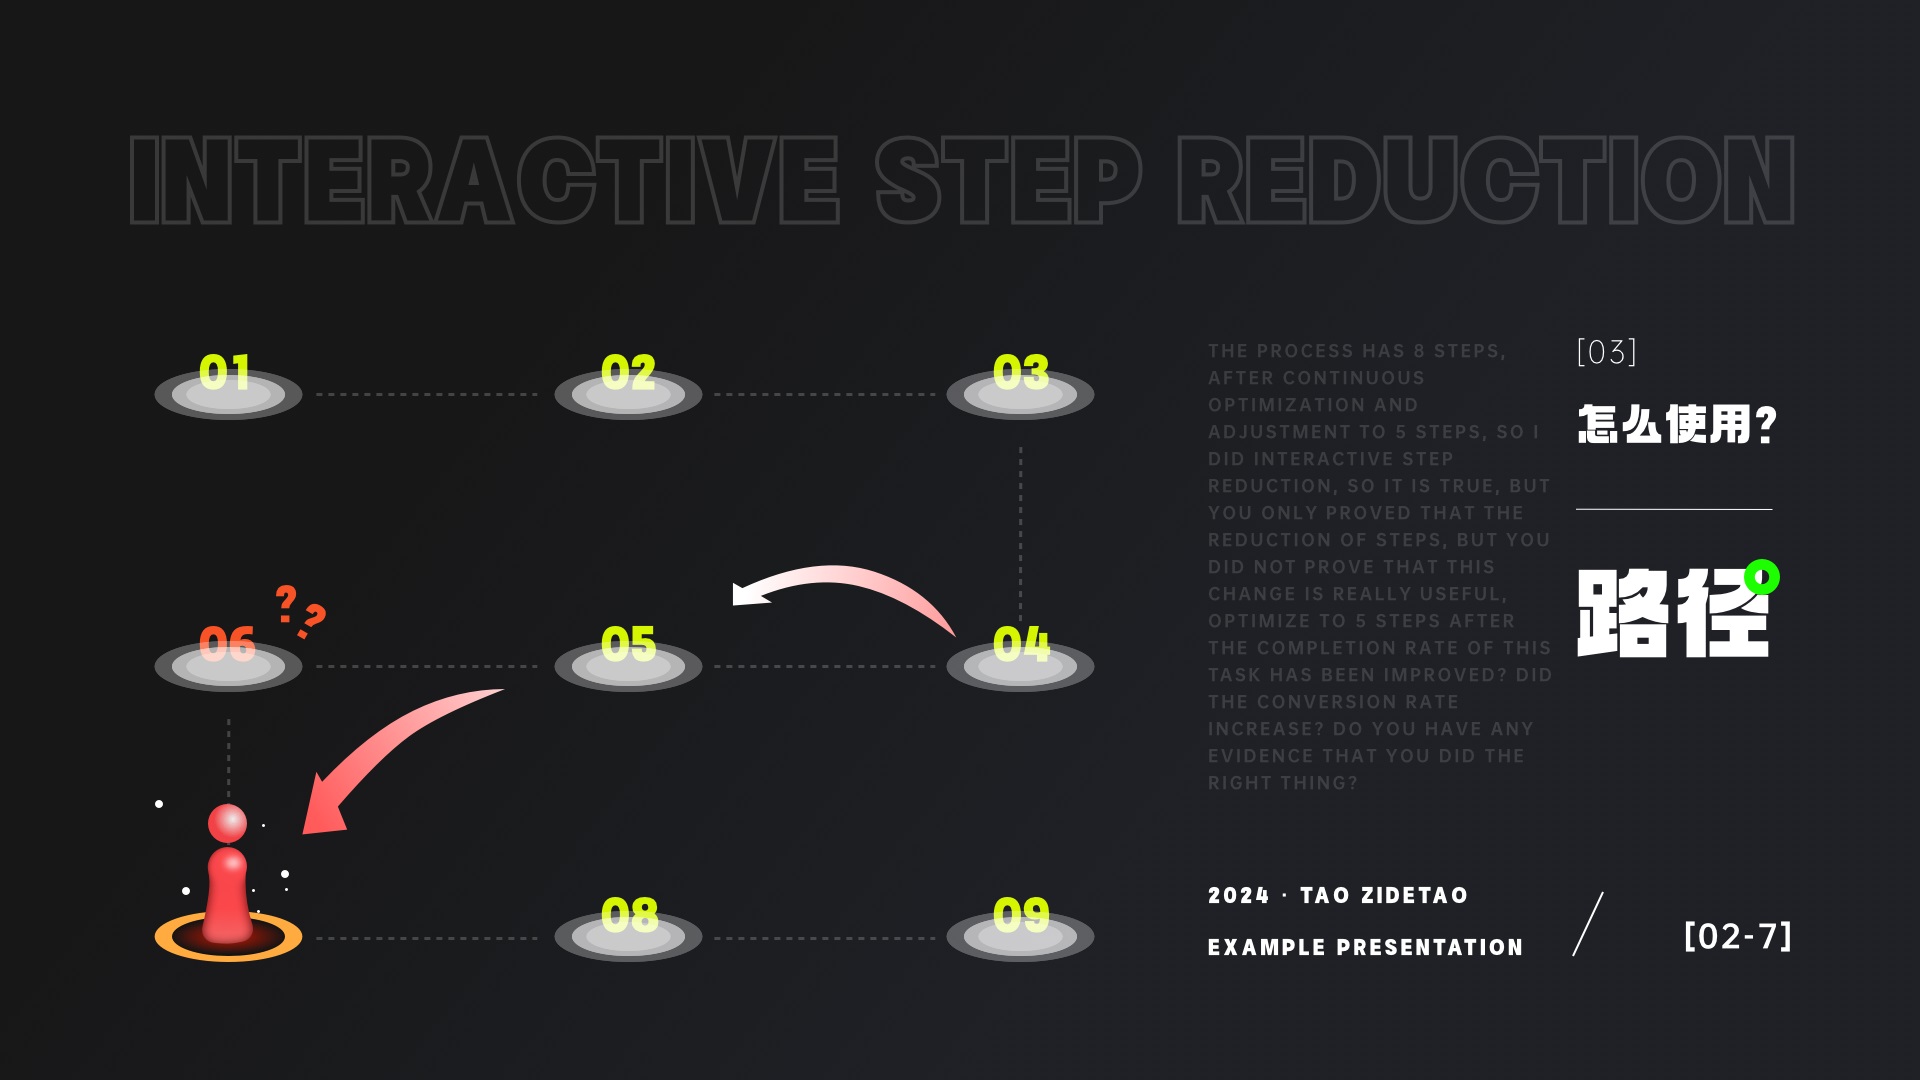 INTERACTIVE STEP REDUCTION
01
02
03
06
??
05
04
08
09
THE PROCESS HAS 8 STEPS,
AFTER CONTINUOUS
OPTIMIZATION AND
ADJUSTMENT TO 5 STEPS, SO I
DID INTERACTIVE STEP
REDUCTION, SO IT IS TRUE, BUT
YOU ONLY PROVED THAT THE
REDUCTION OF STEPS, BUT YOU
DID NOT PROVE THAT THIS
CHANGE IS REALLY USEFUL,
OPTIMIZE TO 5 STEPS AFTER
THE COMPLETION RATE OF THIS
TASK HAS BEEN IMPROVED? DID
THE CONVERSION RATE
INCREASE? DO YOU HAVE ANY
EVIDENCE THAT YOU DID THE
RIGHT THING?
[03]
怎么使用?
路径
2024 · TAO ZIDETAO
EXAMPLE PRESENTATION
[02-7]